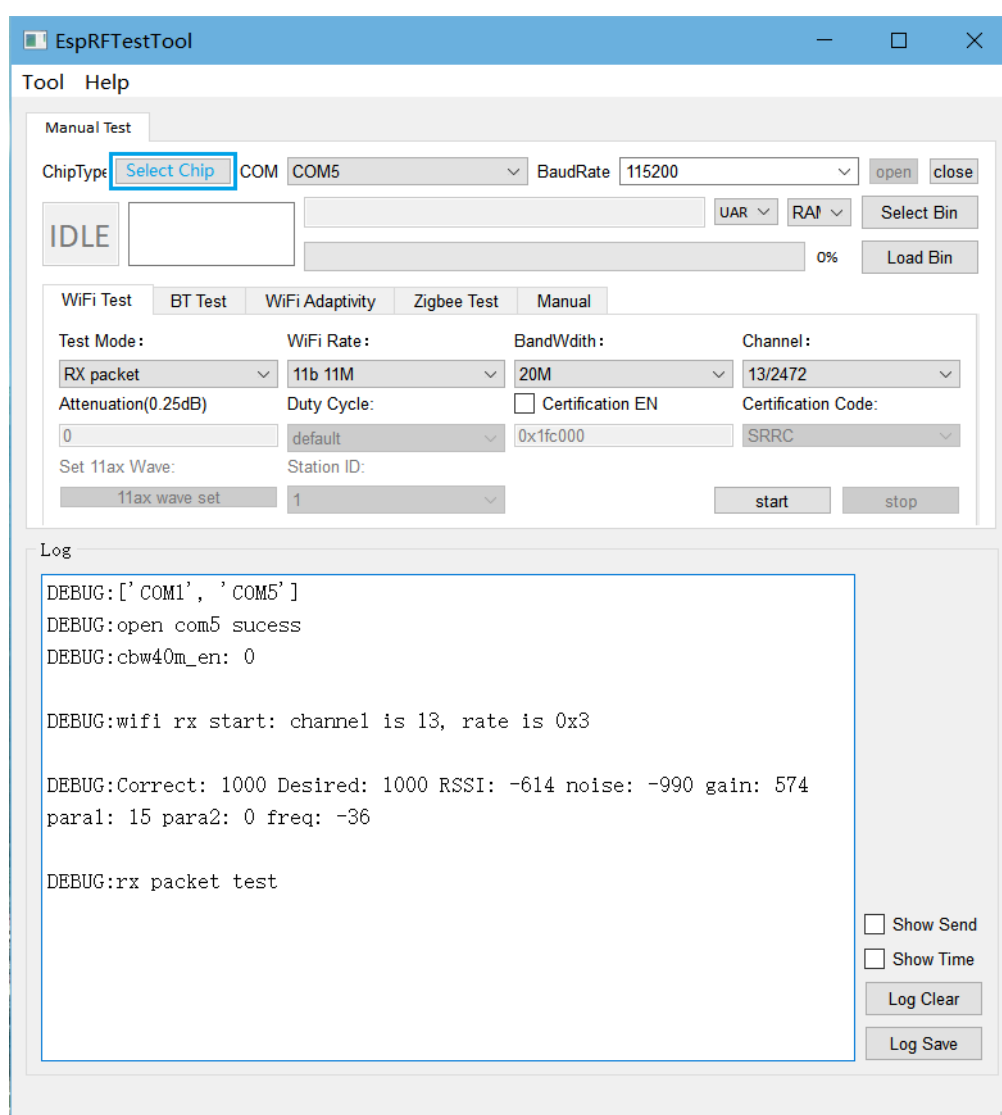 EspRFTestTool
Tool Help
Manual Test
ChipType Select Chip COM COM5 BaudRate 115200 open close
IDLE UAR RAM Select Bin
0% Load Bin
WiFi Test BT Test WiFi Adaptivity Zigbee Test Manual
Test Mode: WiFi Rate: BandWdith: Channel:
RX packet 11b 11M 20M 13/2472
Attenuation(0.25dB) Duty Cycle: Certification EN Certification Code:
0 default 0x1fc000 SRRC
Set 11ax Wave: Station ID:
11ax wave set 1 start stop
Log
DEBUG:['COM1', 'COM5']
DEBUG:open com5 sucess
DEBUG:cbw40m_en: 0
DEBUG:wifi rx start: channel is 13, rate is 0x3
DEBUG:Correct: 1000 Desired: 1000 RSSI: -614 noise: -990 gain: 574
para1: 15 para2: 0 freq: -36
DEBUG:rx packet test
Show Send
Show Time
Log Clear
Log Save